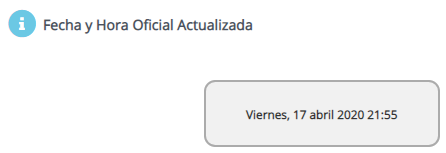 Fecha y Hora Oficial Actualizada
Viernes, 17 abril 2020 21:55